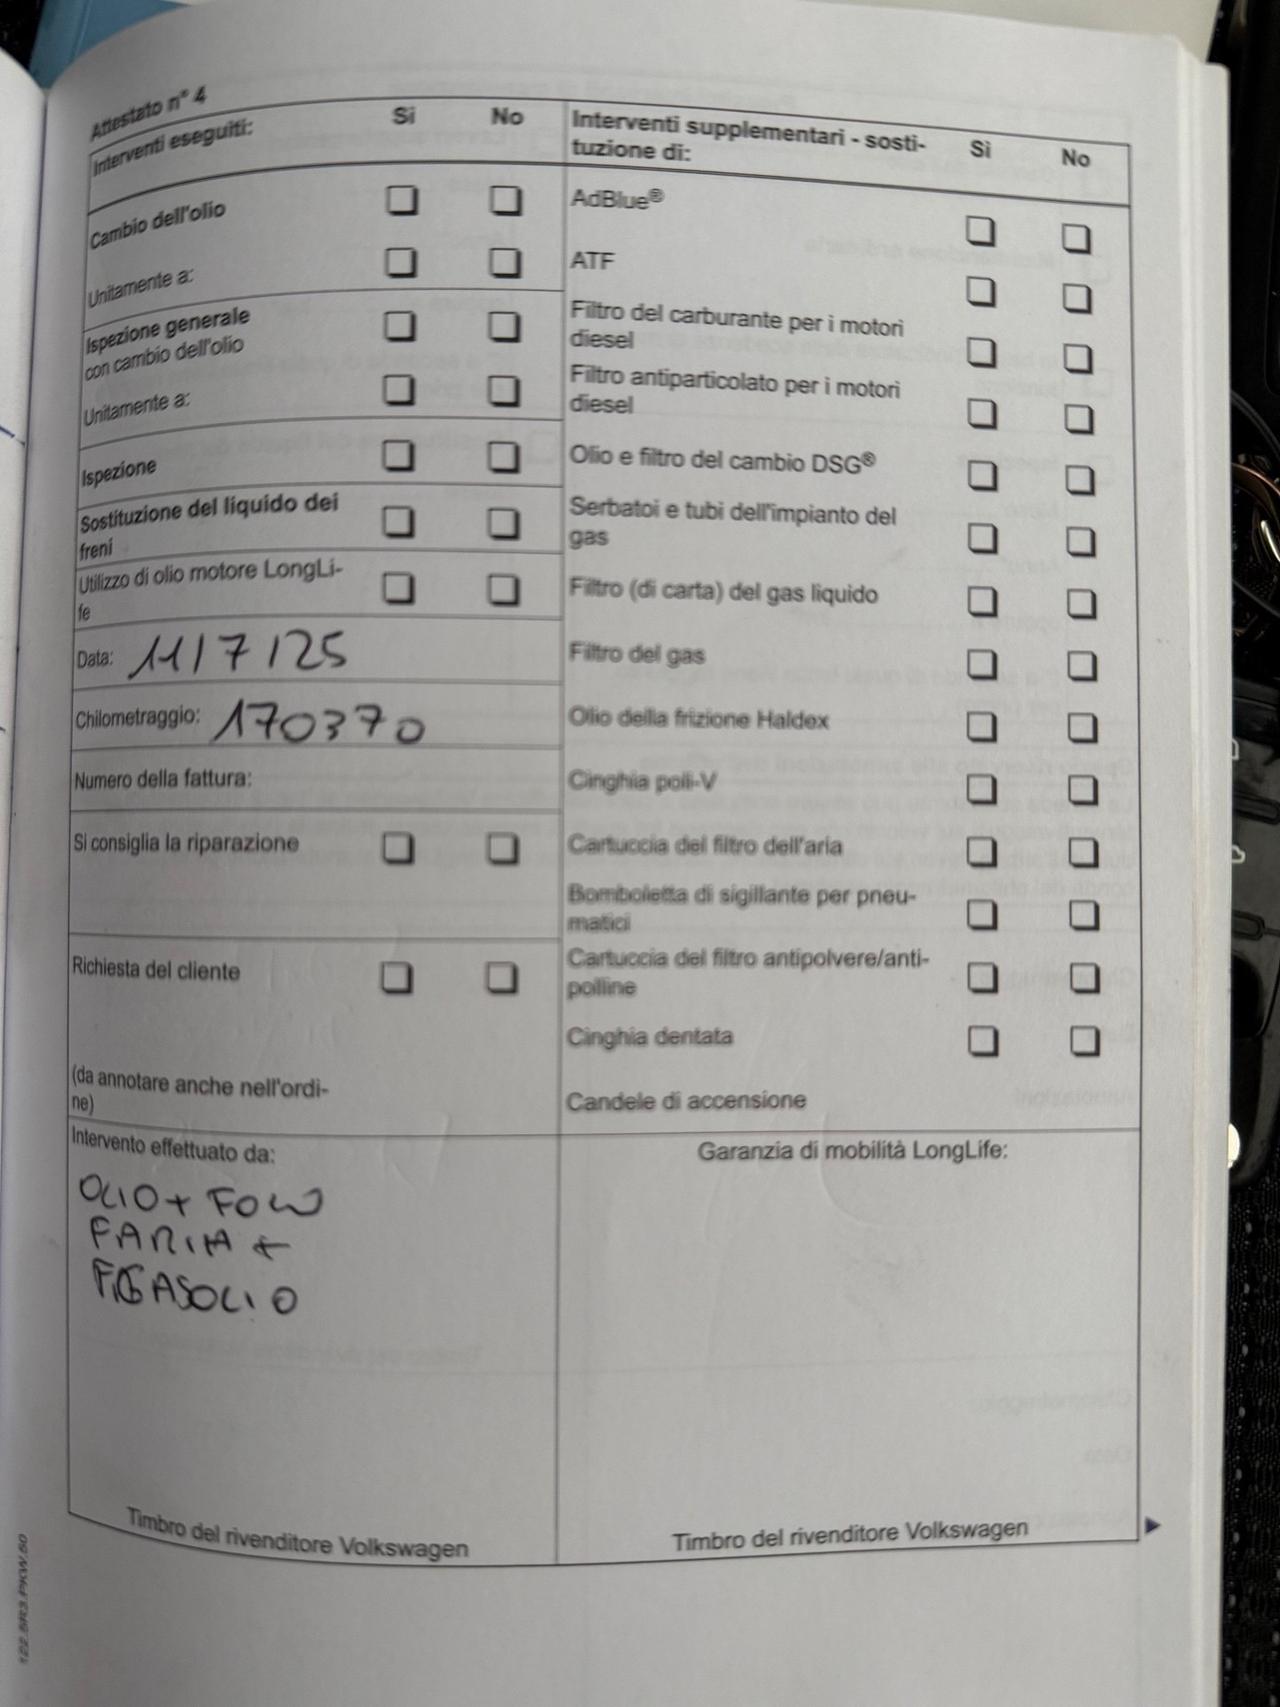 Attestato n° 4
Interventi eseguiti:
Sì
No
Cambio dell'olio
Unitamente a:
Ispezione generale
con cambio dell'olio
Unitamente a:
Ispezione
Sostituzione del liquido dei
freni
Utilizzo di olio motore LongLi-
fe
Data: 11/7/25
Chilometraggio: 170370
Numero della fattura:
Si consiglia la riparazione
Richiesta del cliente
(da annotare anche nell'ordi-
ne)
Intervento effettuato da:
OLIO +
FARIA +
F.GASOLIO
Timbro del rivenditore Volkswagen
Interventi supplementari - sosti-
tuzione di:
Sì
No
AdBlue®
ATF
Filtro del carburante per i motori
diesel
Filtro antiparticolato per i motori
diesel
Olio e filtro del cambio DSG®
Serbatoi e tubi dell'impianto del
gas
Filtro (di carta) del gas liquido
Filtro del gas
Olio della frizione Haldex
Cinghia poli-V
Cartuccia del filtro dell'aria
Bomboletta di sigillante per pneu-
matici
Cartuccia del filtro antipolvere/anti-
polline
Cinghia dentata
Candele di accensione
Garanzia di mobilità LongLife:
Timbro del rivenditore Volkswagen
122.5R3.PKW.50